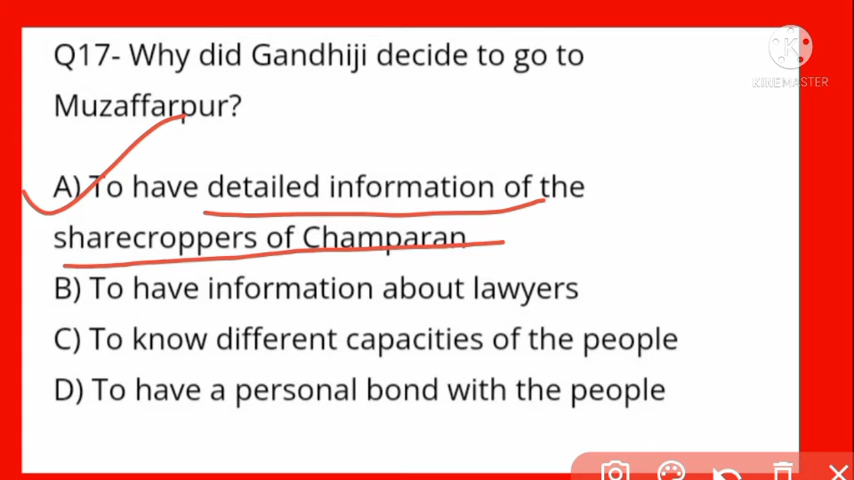 Q17- Why did Gandhiji decide to go to
Muzaffarpur?
A) To have detailed information of the
sharecroppers of Champaran
B) To have information about lawyers
C) To know different capacities of the people
D) To have a personal bond with the people
K
KINEMASTER